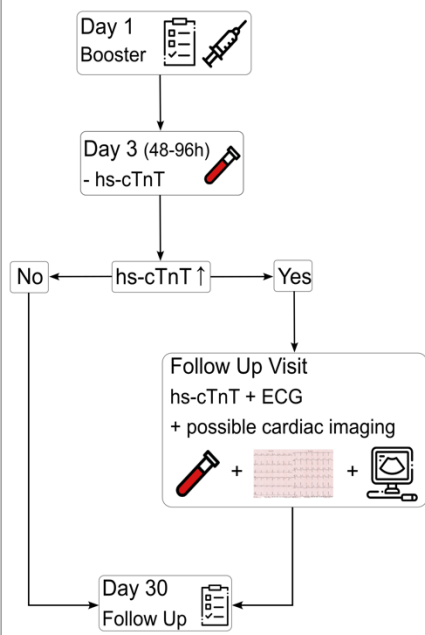 Day 1
Booster
Day 3 (48-96h)
- hs-cTnT
No
hs-cTnT ↑
Yes
Follow Up Visit
hs-cTnT + ECG
+ possible cardiac imaging
+
+
Day 30
Follow Up